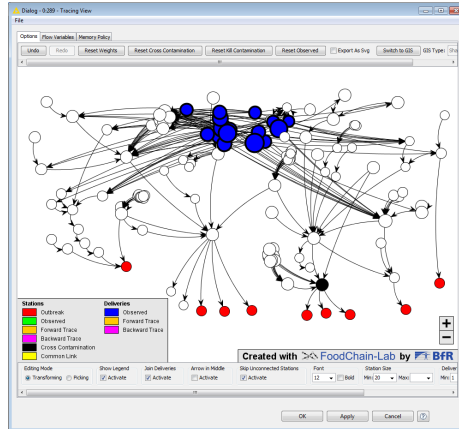 Dialog - 0:289 - Tracing View
File
Options Flow Variables Memory Policy
Undo Redo Reset Weights Reset Cross Contamination Reset Kill Contamination Reset Observed Export As Svg Switch to GIS GIS Type:
Stations Deliveries
Outbreak Observed
Observed Forward Trace
Forward Trace Backward Trace
Backward Trace
Cross Contamination
Common Link
+
-
Created with FoodChain-Lab by BfR
Editing Mode Show Legend Join Deliveries Arrow in Middle Skip Unconnected Stations Font Station Size Deliver
Transforming Picking Activate Activate Activate Activate 12 Bold Min: 20 Max: Min: 1
OK Apply Cancel ?